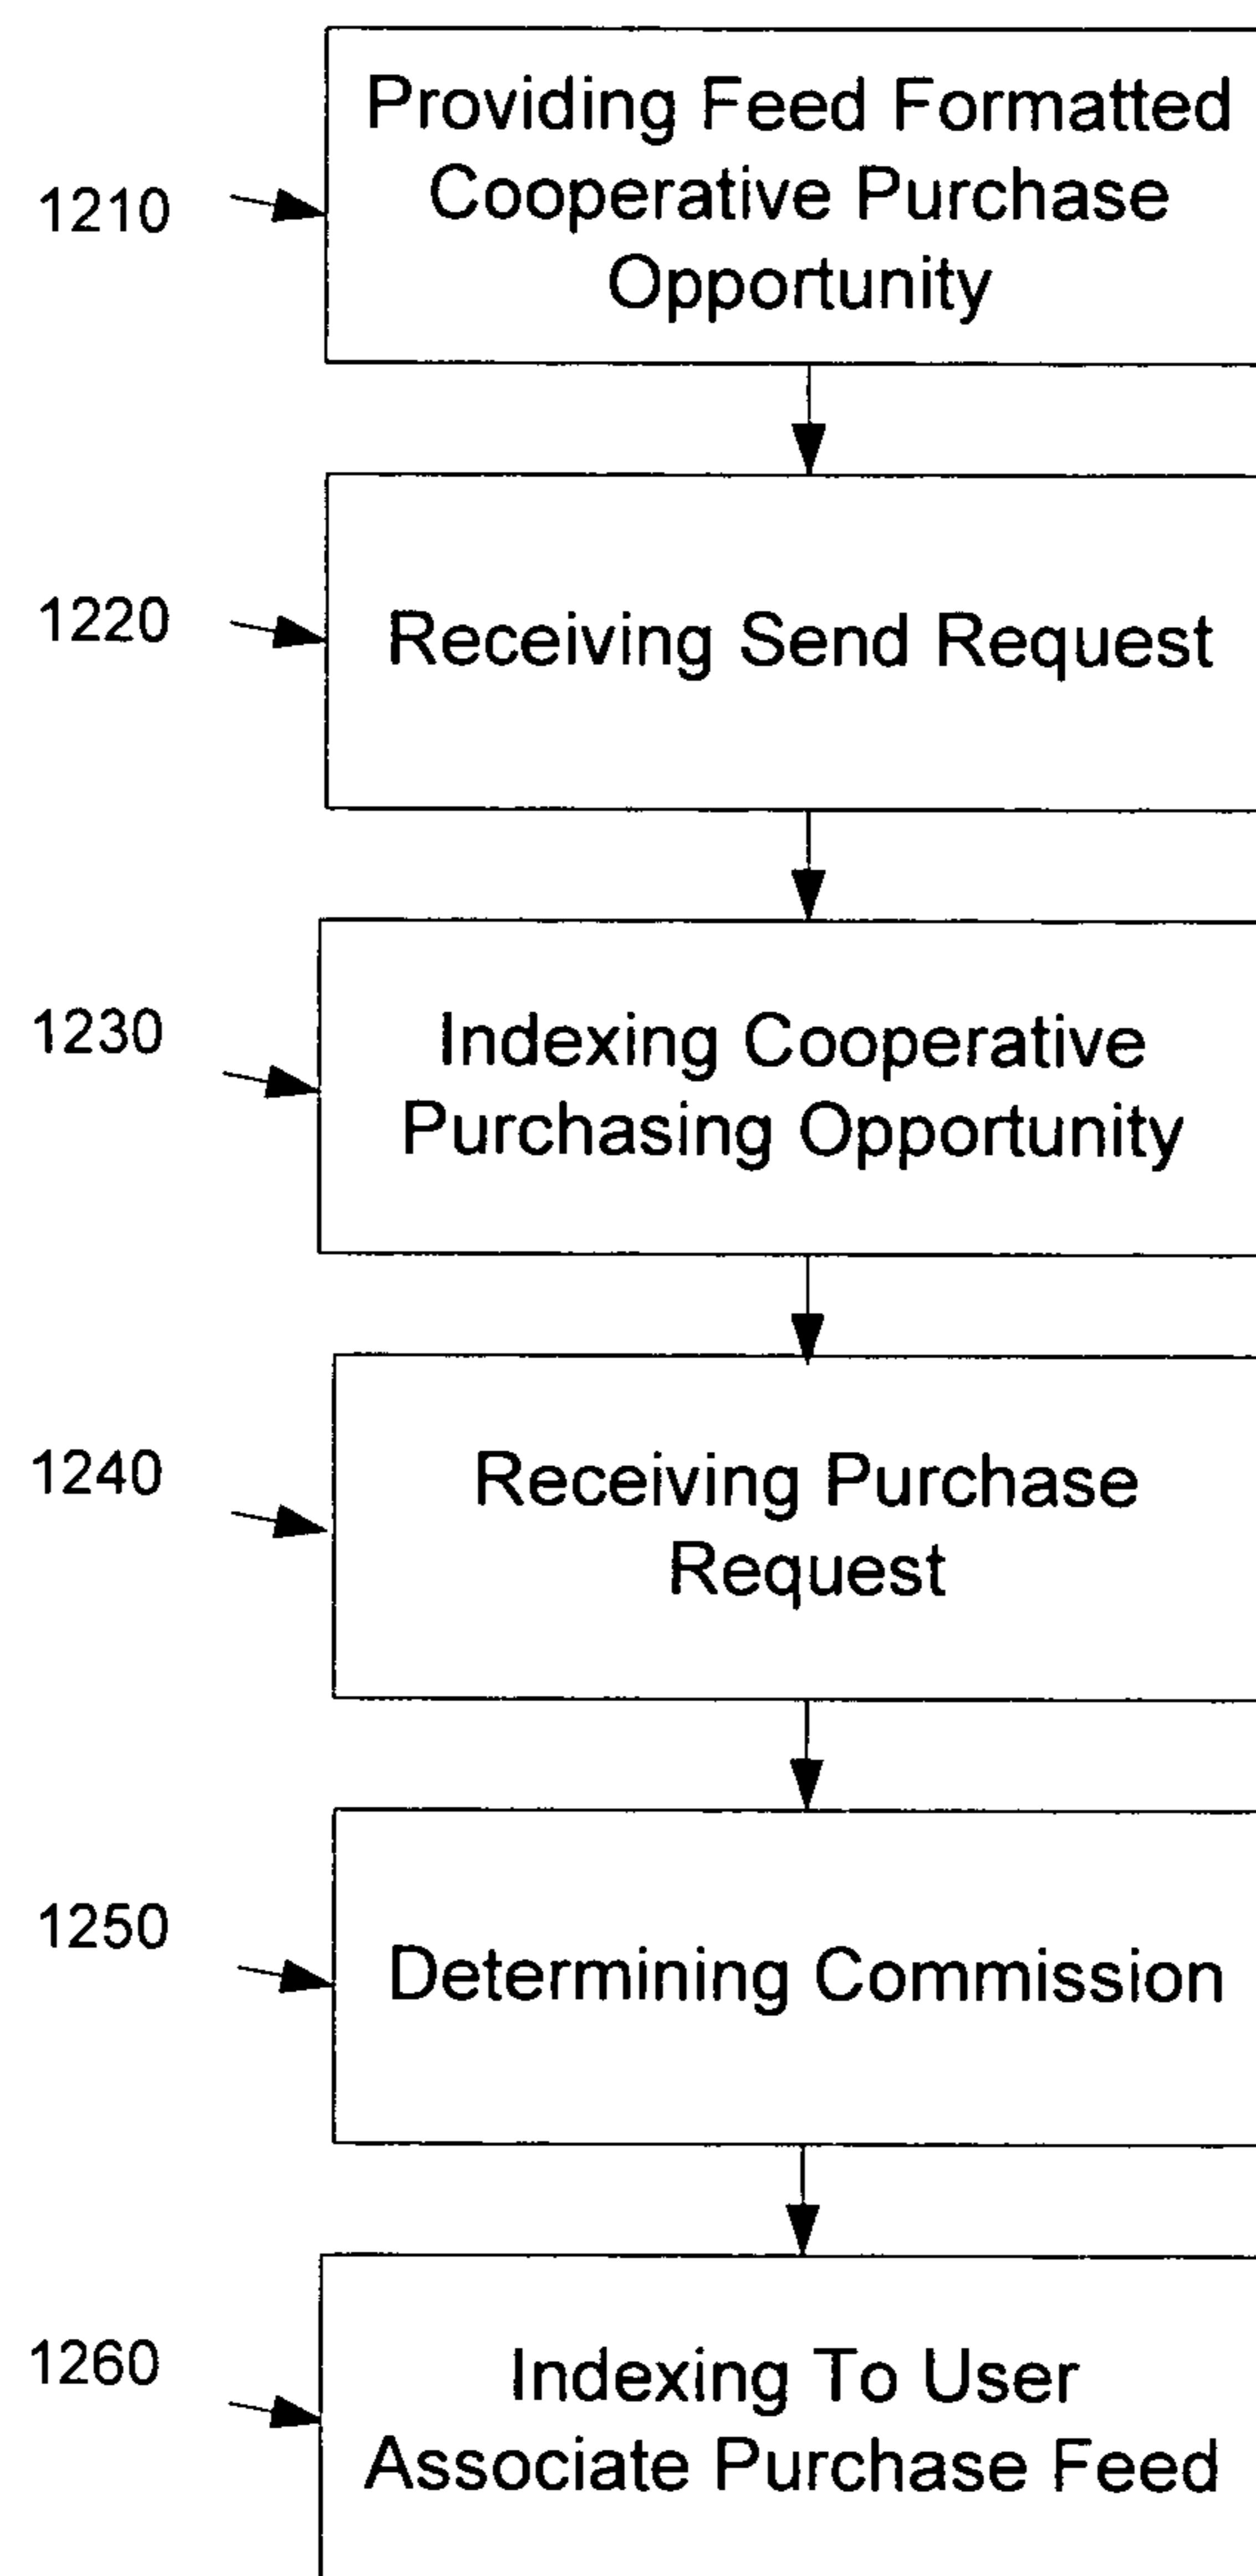 Providing Feed Formatted
Cooperative Purchase
Opportunity
1210
1220
Receiving Send Request
1230
Indexing Cooperative
Purchasing Opportunity
1240
Receiving Purchase
Request
1250
Determining Commission
1260
Indexing To User
Associate Purchase Feed